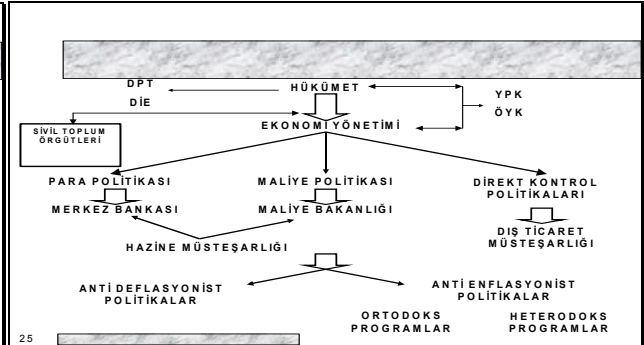 DPT
HÜKÜMET
YPK
DİE
ÖYK
EKONOMİ YÖNETİMİ
SİVİL TOPLUM
ÖRGÜTLERİ
PARA POLİTİKASI
MALİYE POLİTİKASI
DİREKT KONTROL
POLİTİKALARI
MERKEZ BANKASI
MALİYE BAKANLIĞI
DIŞ TİCARET
MÜSTEŞARLIĞI
HAZİNE MÜSTEŞARLIĞI
ANTİ DEFLASYONİST
POLİTİKALAR
ANTİ ENFLASYONİST
POLİTİKALAR
ORTODOKS
PROGRAMLAR
HETERODOKS
PROGRAMLAR
25